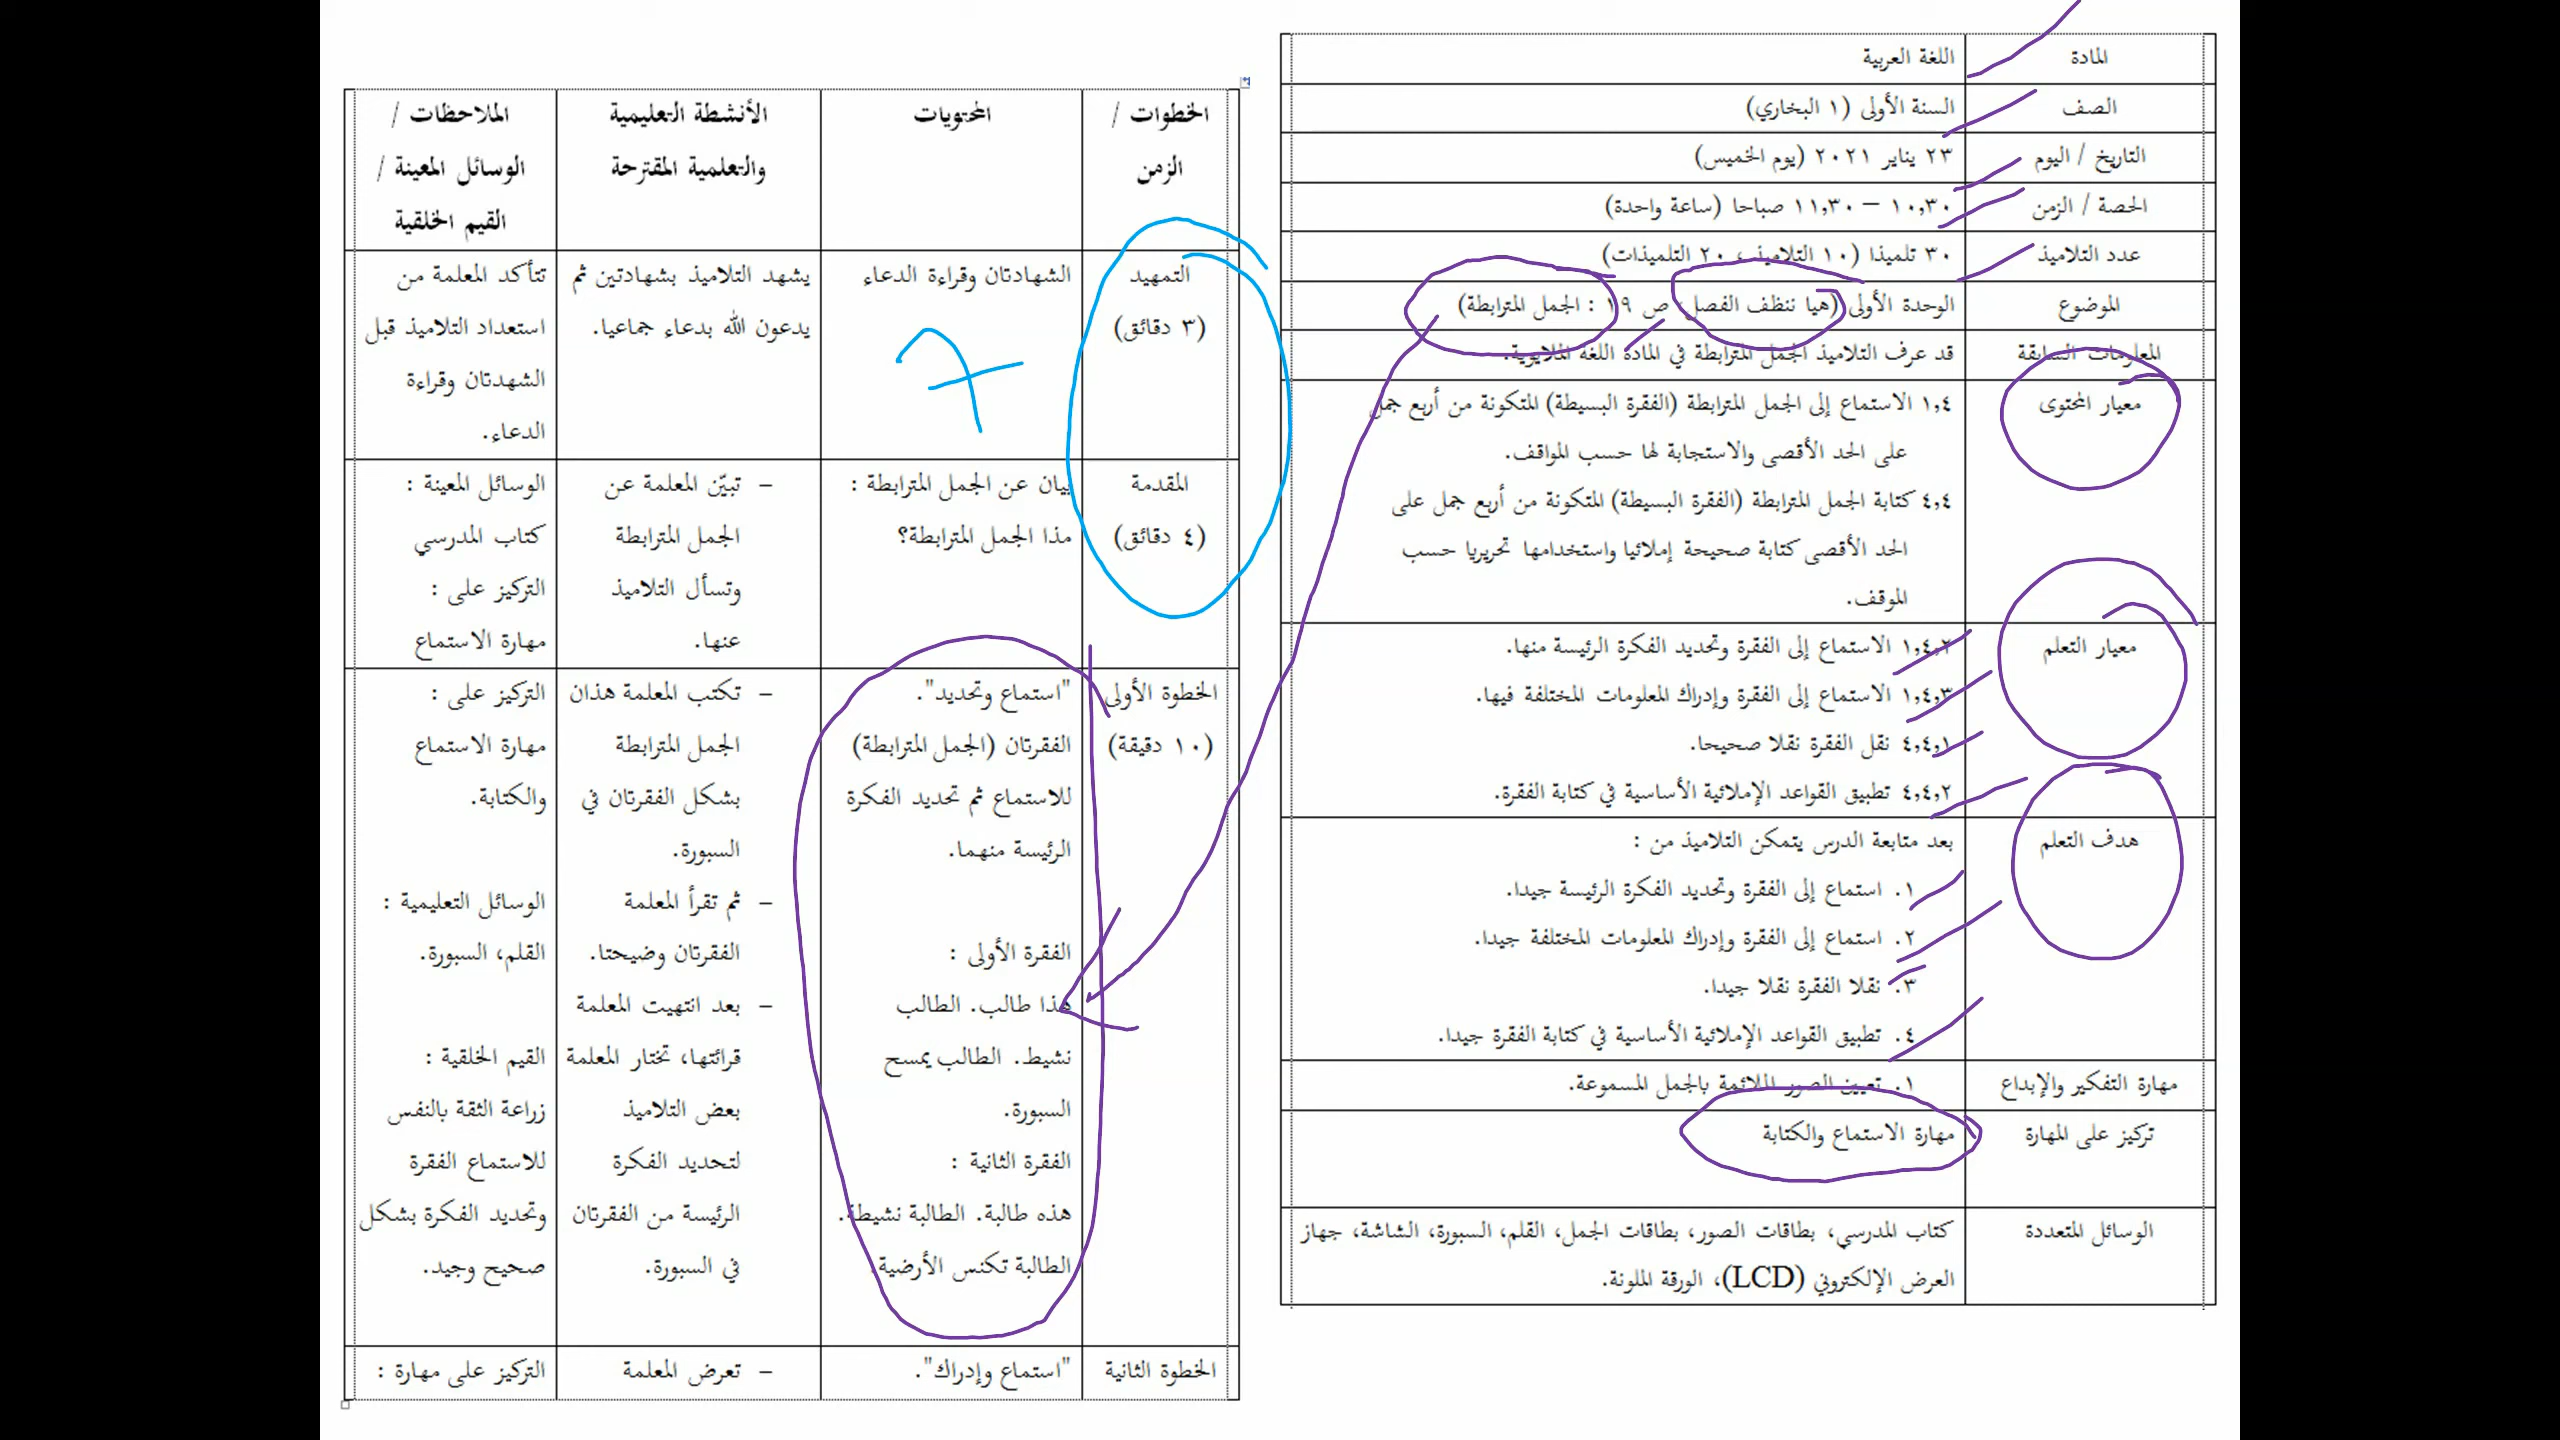 المادة
اللغة العربية
الصف
السنة الأولى (١ البخاري)
التاريخ / اليوم
٢٣ يناير ٢٠٢١ (يوم الخميس)
الحصة / الزمن
١٠,٣٠ – ١١,٣٠ صباحا (ساعة واحدة)
عدد التلاميذ
٣٠ تلميذا (١٠ التلاميذ، ٢٠ التلميذات)
الموضوع
الوحدة الأولى (هيا ننظف الفصل، ص ١٩ : الجمل المترابطة)
المعلومات السابقة
قد عرف التلاميذ الجمل المترابطة في المادة اللغة الملايوية.
معيار المحتوى
١,٤ الاستماع إلى الجمل المترابطة (الفقرة البسيطة) المتكونة من أربع جمل
على الحد الأقصى والاستجابة لها حسب المواقف.
٤,٤ كتابة الجمل المترابطة (الفقرة البسيطة) المتكونة من أربع جمل على
الحد الأقصى كتابة صحيحة إملائيا واستخدامها تحريريا حسب
الموقف.
معيار التعلم
١,٤,٢ الاستماع إلى الفقرة وتحديد الفكرة الرئيسة منها.
١,٤,٣ الاستماع إلى الفقرة وإدراك المعلومات المختلفة فيها.
٤,٤,١ نقل الفقرة نقلا صحيحا.
٤,٤,٢ تطبيق القواعد الإملائية الأساسية في كتابة الفقرة.
هدف التعلم
بعد متابعة الدرس يتمكن التلاميذ من :
١. استماع إلى الفقرة وتحديد الفكرة الرئيسة جيدا.
٢. استماع إلى الفقرة وإدراك المعلومات المختلفة جيدا.
٣. نقلا الفقرة نقلا جيدا.
٤. تطبيق القواعد الإملائية الأساسية في كتابة الفقرة جيدا.
مهارة التفكير والإبداع
١. تعيين الصور الملائمة بالجمل المسموعة.
تركيز على المهارة
مهارة الاستماع والكتابة
الوسائل المتعددة
كتاب المدرسي، بطاقات الصور، بطاقات الجمل، القلم، السبورة، الشاشة، جهاز
العرض الإلكتروني (LCD)، الورقة الملونة.
الخطوات /
الزمن
المحتويات
الأنشطة التعليمية
والتعلمية المقترحة
الملاحظات /
الوسائل المعينة /
القيم الخلقية
التمهيد
(٣ دقائق)
الشهادتان وقراءة الدعاء
يشهد التلاميذ بشهادتين ثم
يدعون الله بدعاء جماعيا.
تتأكد المعلمة من
استعداد التلاميذ قبل
الشهدتان وقراءة
الدعاء.
المقدمة
(٤ دقائق)
بيان عن الجمل المترابطة :
مذا الجمل المترابطة؟
– تبيّن المعلمة عن
الجمل المترابطة
وتسأل التلاميذ
عنها.
الوسائل المعينة :
كتاب المدرسي
التركيز على :
مهارة الاستماع
الخطوة الأولى
(١٠ دقيقة)
"استماع وتحديد".
الفقرتان (الجمل المترابطة)
للاستماع ثم تحديد الفكرة
الرئيسة منهما.
الفقرة الأولى :
هذا طالب. الطالب
نشيط. الطالب يمسح
السبورة.
الفقرة الثانية :
هذه طالبة. الطالبة نشيطة.
الطالبة تكنس الأرضية.
– تكتب المعلمة هذان
الجمل المترابطة
بشكل الفقرتان في
السبورة.
– ثم تقرأ المعلمة
الفقرتان وضيحتا.
– بعد انتهيت المعلمة
قرائتها، تختار المعلمة
بعض التلاميذ
لتحديد الفكرة
الرئيسة من الفقرتان
في السبورة.
التركيز على :
مهارة الاستماع
والكتابة.
الوسائل التعليمية :
القلم، السبورة.
القيم الخلقية :
زراعة الثقة بالنفس
للاستماع الفقرة
وتحديد الفكرة بشكل
صحيح وجيد.
الخطوة الثانية
"استماع وإدراك".
– تعرض المعلمة
التركيز على مهارة :
7